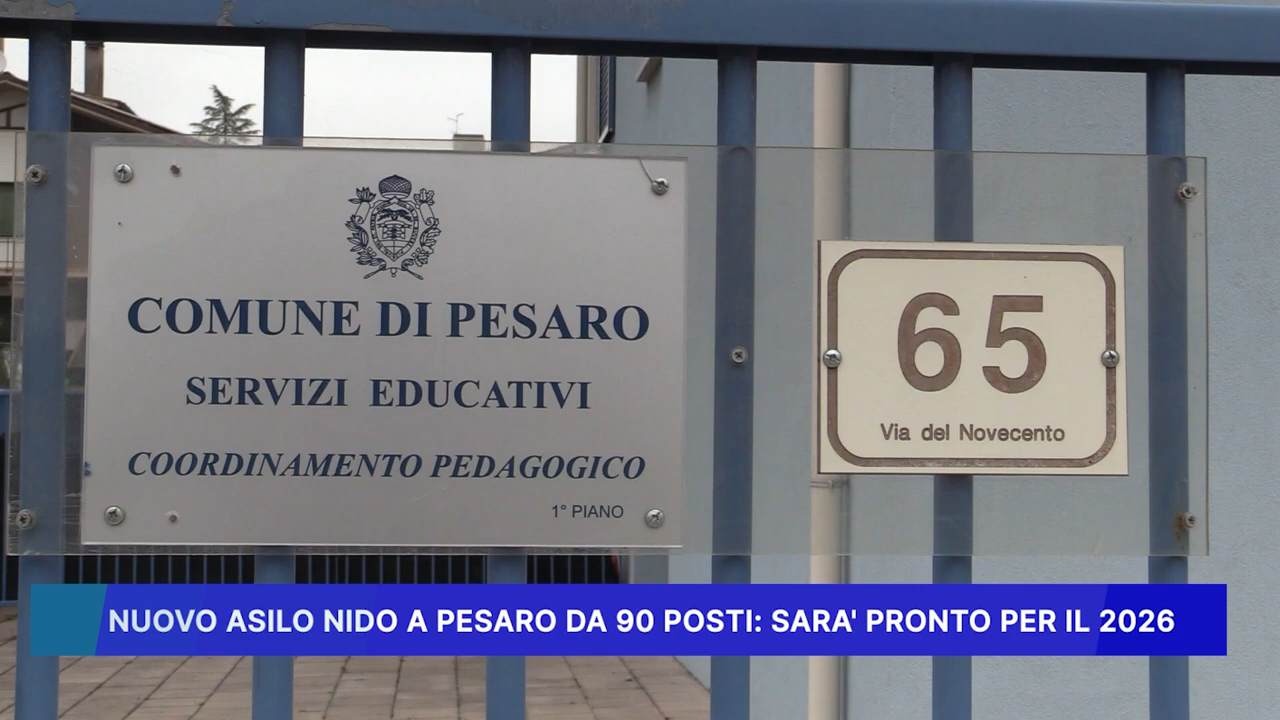 COMUNE DI PESARO
SERVIZI EDUCATIVI
COORDINAMENTO PEDAGOGICO
1° PIANO
65
Via del Novecento
NUOVO ASILO NIDO A PESARO DA 90 POSTI: SARA' PRONTO PER IL 2026